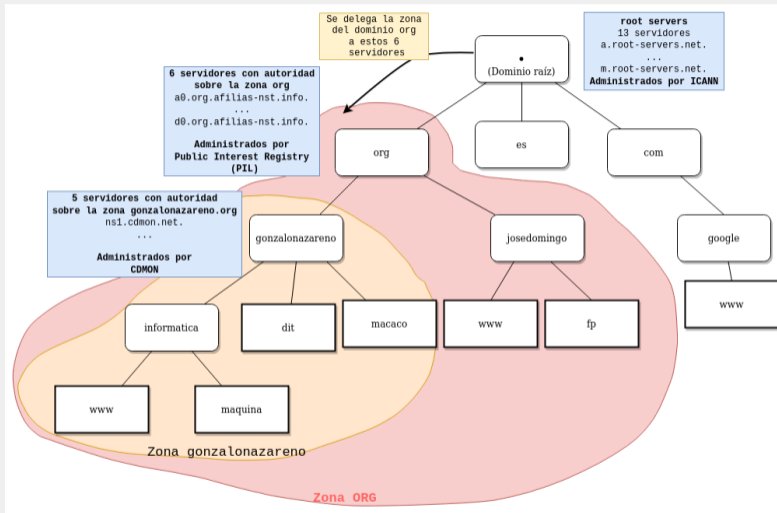 Se delega la zona
del dominio org
a estos 6
servidores
.
(Dominio raíz)
root servers
13 servidores
a.root-servers.net.
...
m.root-servers.net.
Administrados por ICANN
6 servidores con autoridad
sobre la zona org
a0.org.afilias-nst.info.
...
d0.org.afilias-nst.info.
Administrados por
Public Interest Registry
(PIL)
org
es
com
5 servidores con autoridad
sobre la zona gonzalonazareno.org
ns1.cdmon.net.
...
Administrados por
CDMON
gonzalonazareno
josedomingo
google
informatica
dit
macaco
www
fp
www
www
maquina
Zona gonzalonazareno
Zona ORG